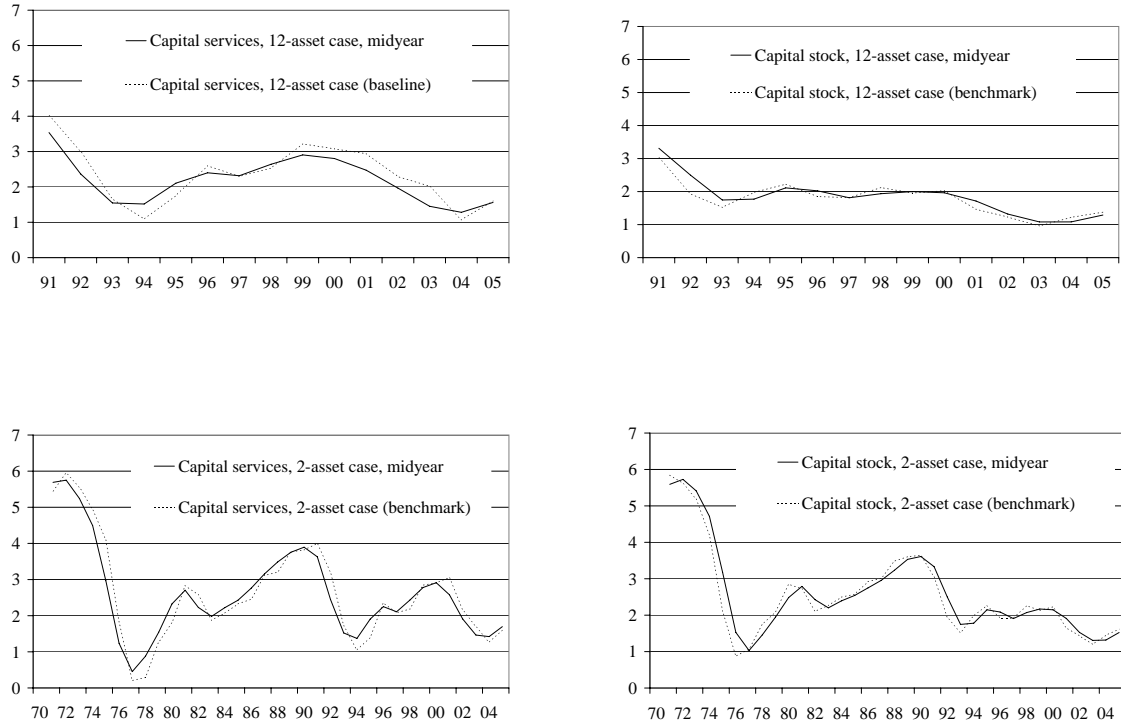 7
6
5
4
3
2
1
0
Capital services, 12-asset case, midyear
Capital services, 12-asset case (baseline)
91 92 93 94 95 96 97 98 99 00 01 02 03 04 05
7
6
5
4
3
2
1
0
Capital stock, 12-asset case, midyear
Capital stock, 12-asset case (benchmark)
91 92 93 94 95 96 97 98 99 00 01 02 03 04 05
7
6
5
4
3
2
1
0
Capital services, 2-asset case, midyear
Capital services, 2-asset case (benchmark)
70 72 74 76 78 80 82 84 86 88 90 92 94 96 98 00 02 04
7
6
5
4
3
2
1
0
Capital stock, 2-asset case, midyear
Capital stock, 2-asset case (benchmark)
70 72 74 76 78 80 82 84 86 88 90 92 94 96 98 00 02 04